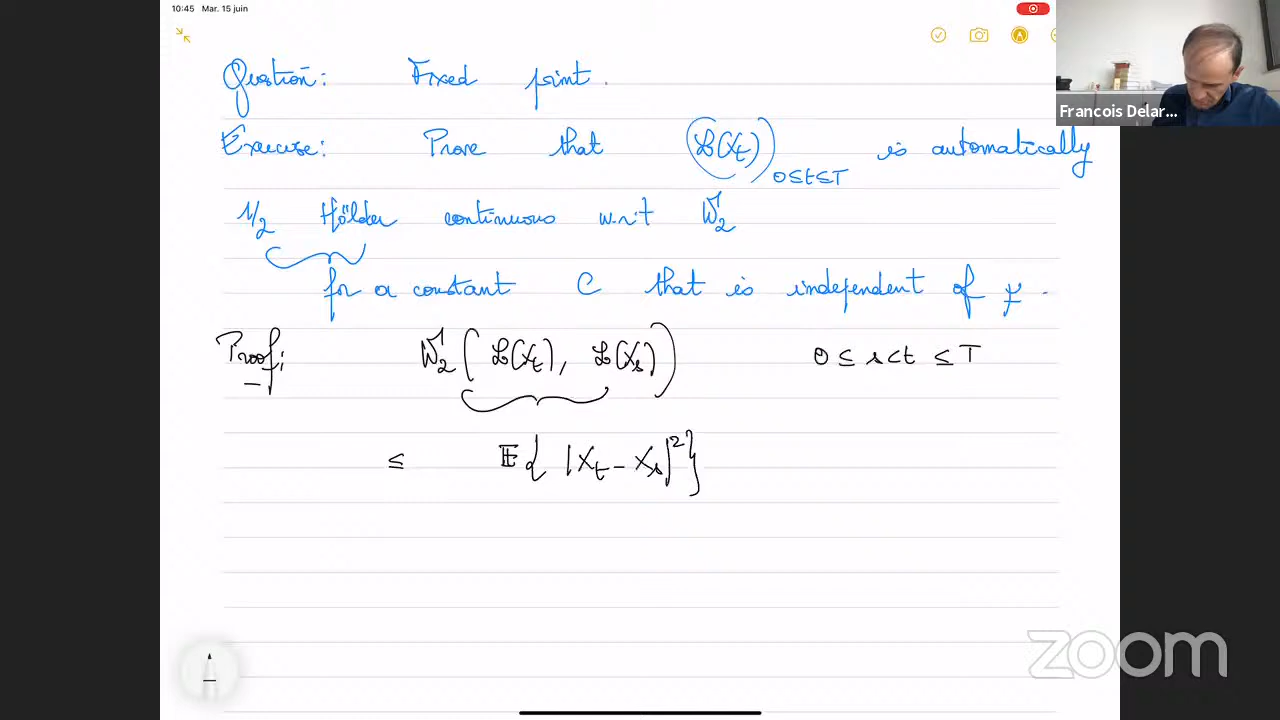 10:45 Mar. 15 juin
Question: Fixed point.
Francois Delar...
Exercise: Prove that (ℒ(X_t))_{0≤t≤T} is automatically
1/2 Hölder continuous w.r.t W_2
for a constant C that is independent of
Proof: W_2(ℒ(X_t), ℒ(X_s)) 0 ≤ s<t ≤ T
≤ 𝔼{ |X_t - X_s|^2}
zoom